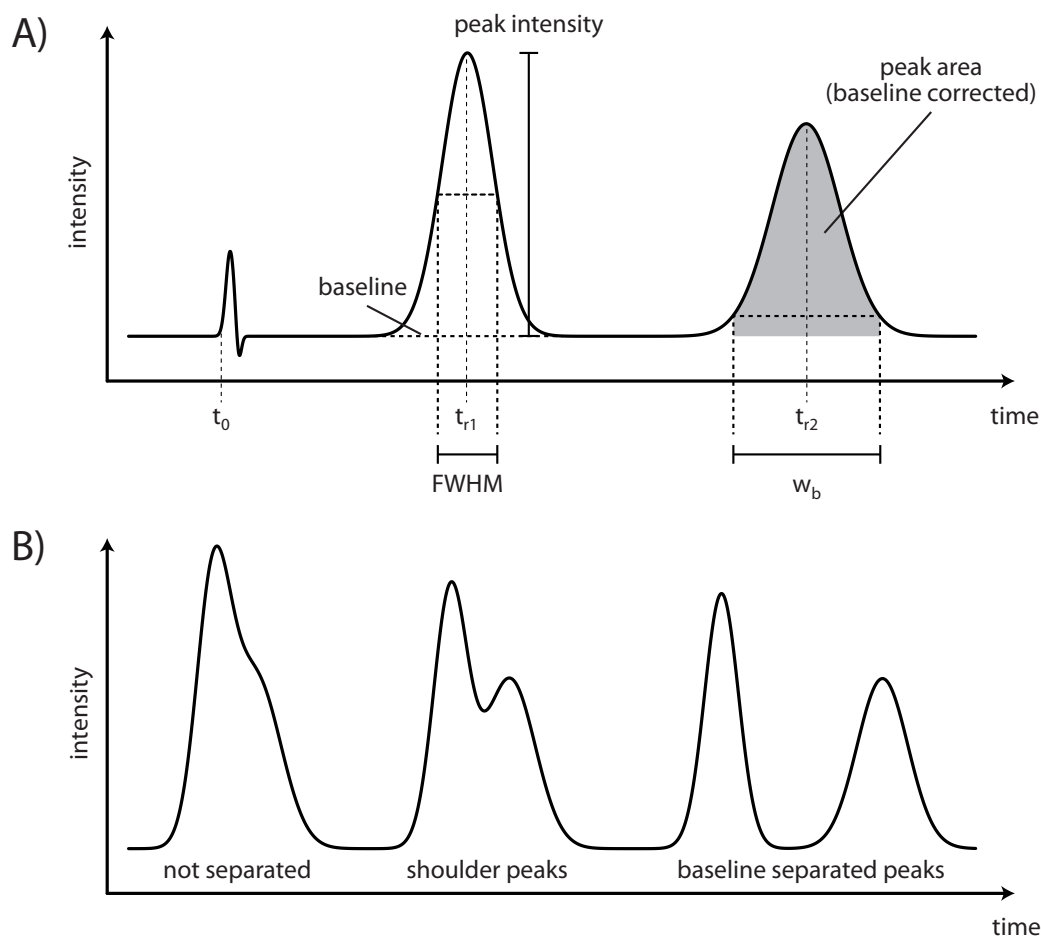 A)
peak intensity
peak area
(baseline corrected)
intensity
baseline
t0
tr1
tr2
time
FWHM
wb
B)
intensity
not separated
shoulder peaks
baseline separated peaks
time